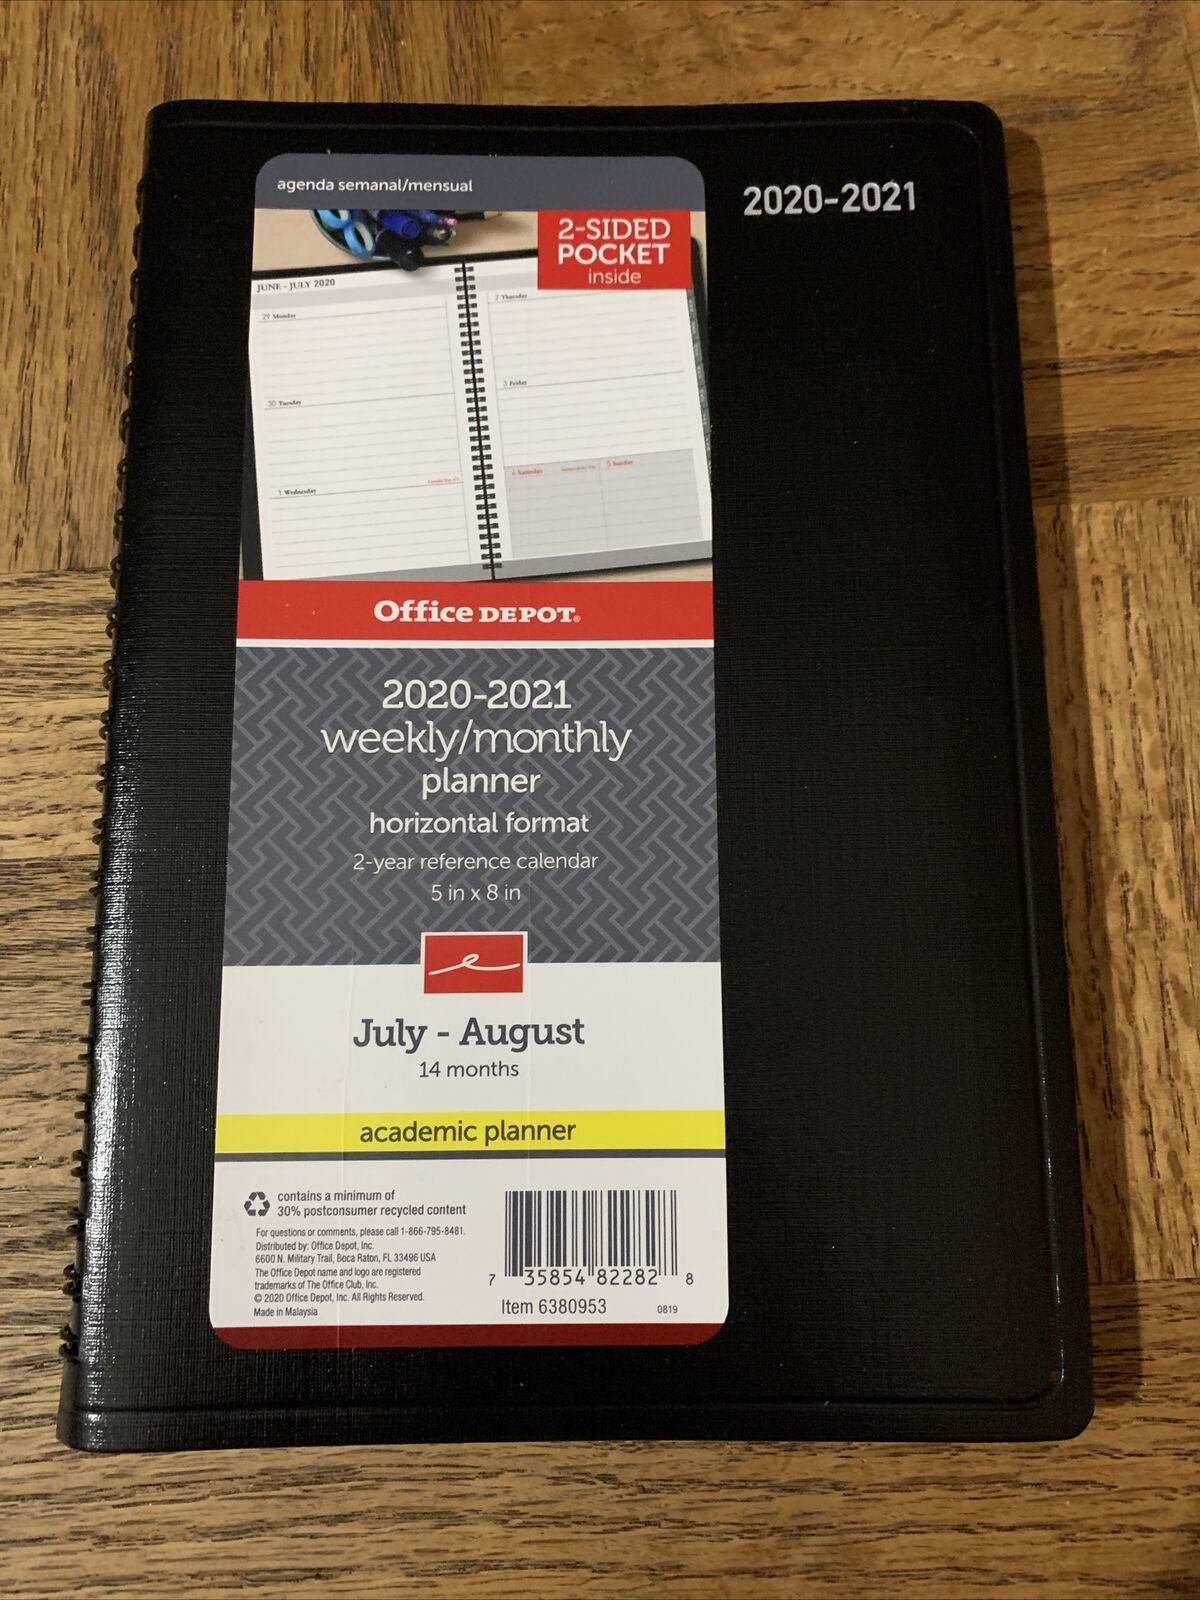 agenda semanal/mensual
2020-2021
2-SIDED
POCKET
inside
JUNE - JULY 2020
29 Monday
30 Tuesday
1 Wednesday
2 Thursday
3 Friday
4 Saturday
Independence Day
5 Sunday
Office DEPOT®
2020-2021
weekly/monthly
planner
horizontal format
2-year reference calendar
5 in x 8 in
July - August
14 months
academic planner
contains a minimum of
30% postconsumer recycled content
For questions or comments, please call 1-866-795-8481.
Distributed by: Office Depot, Inc.
6600 N. Military Trail, Boca Raton, FL 33496 USA
The Office Depot name and logo are registered
trademarks of The Office Club, Inc.
© 2020 Office Depot, Inc. All Rights Reserved.
Made in Malaysia
7 35854 82282 8
Item 6380953
0819